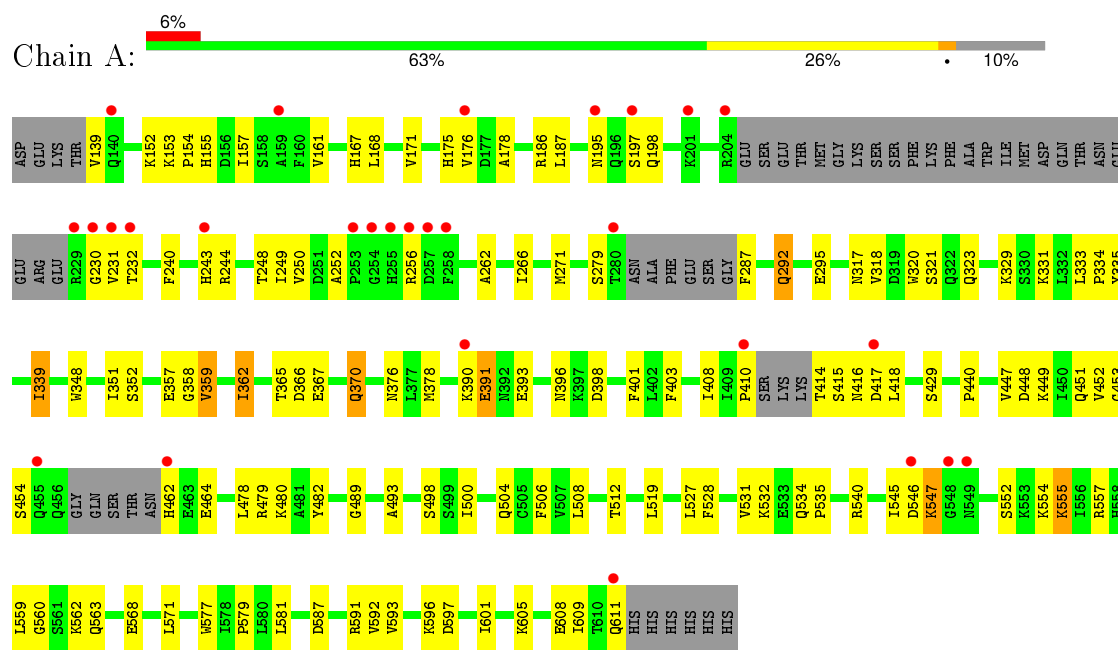 6%
Chain A:
63% 26% • 10%
ASP GLU LYS THR V139 Q140 K152 K153 P154 H155 D156 I157 S158 A159 F160 V161 H167 L168 V171 H175 V176 D177 A178 R186 L187 N195 Q196 S197 Q198 K201 R204 GLU SER GLU THR MET GLY LYS SER SER PHE LYS PHE ALA TRP ILE MET ASP GLN THR ASN GLU
GLU ARG GLU R229 G230 V231 T232 F240 H243 R244 T248 I249 V250 D251 A252 P253 G254 H255 R256 D257 F258 A262 I266 M271 S279 T280 ASN ALA PHE GLU SER GLY F287 Q292 E295 N317 V318 D319 W320 S321 Q322 Q323 K329 S330 K331 L332 L333 P334 Y335
I339 W348 I351 S352 E357 G358 V359 I362 T365 D366 E367 Q370 N376 L377 M378 K390 E391 N392 E393 N396 K397 D398 F401 L402 F403 I408 I409 P410 SER LYS LYS T414 S415 N416 D417 L418 S429 P440 V447 D448 K449 I450 Q451 V452 G453
S454 Q455 Q456 GLY GLN SER THR ASN H462 E463 E464 L478 R479 K480 A481 Y482 G489 A493 S498 S499 I500 Q504 C505 F506 V507 L508 T512 L519 L527 F528 V531 K532 E533 Q534 P535 R540 I545 D546 K547 G548 N549 S552 K553 K554 K555 I556 R557 H558
L559 G560 S561 K562 Q563 E568 L571 W577 I578 P579 L580 L581 D587 R591 V592 V593 K596 D597 I601 K605 E608 I609 T610 Q611 HIS HIS HIS HIS HIS HIS